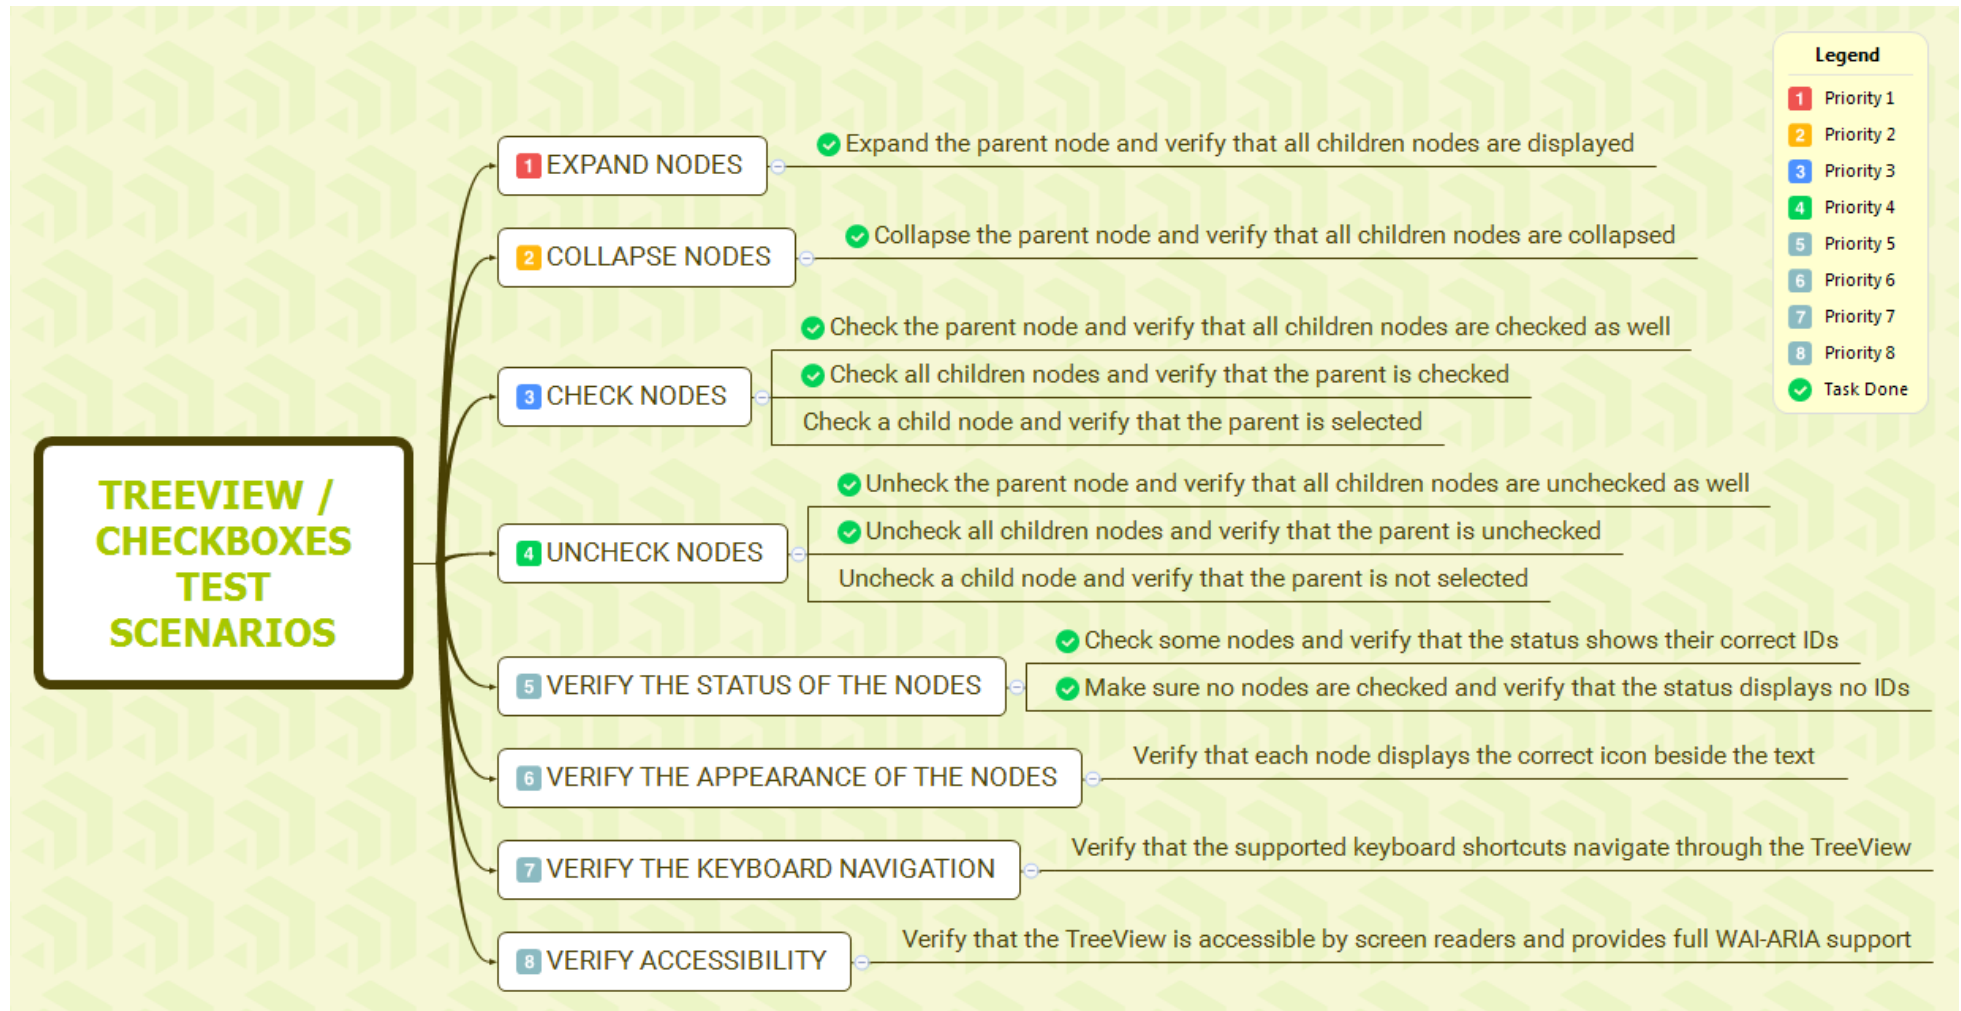 Legend
1 Priority 1
2 Priority 2
3 Priority 3
4 Priority 4
5 Priority 5
6 Priority 6
7 Priority 7
8 Priority 8
Task Done
TREEVIEW /
CHECKBOXES
TEST
SCENARIOS
1 EXPAND NODES
Expand the parent node and verify that all children nodes are displayed
2 COLLAPSE NODES
Collapse the parent node and verify that all children nodes are collapsed
3 CHECK NODES
Check the parent node and verify that all children nodes are checked as well
Check all children nodes and verify that the parent is checked
Check a child node and verify that the parent is selected
4 UNCHECK NODES
Unheck the parent node and verify that all children nodes are unchecked as well
Uncheck all children nodes and verify that the parent is unchecked
Uncheck a child node and verify that the parent is not selected
5 VERIFY THE STATUS OF THE NODES
Check some nodes and verify that the status shows their correct IDs
Make sure no nodes are checked and verify that the status displays no IDs
6 VERIFY THE APPEARANCE OF THE NODES
Verify that each node displays the correct icon beside the text
7 VERIFY THE KEYBOARD NAVIGATION
Verify that the supported keyboard shortcuts navigate through the TreeView
8 VERIFY ACCESSIBILITY
Verify that the TreeView is accessible by screen readers and provides full WAI-ARIA support